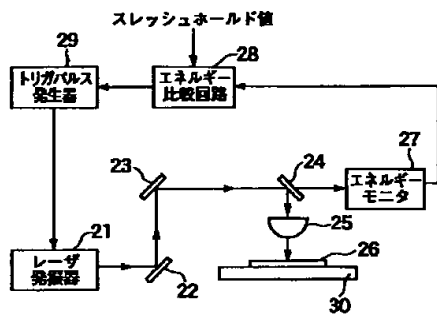 スレッシュホールド値
29
トリガパルス
発生器
28
エネルギー
比較回路
27
エネルギー
モニタ
23
24
25
21
レーザ
発振器
22
26
30